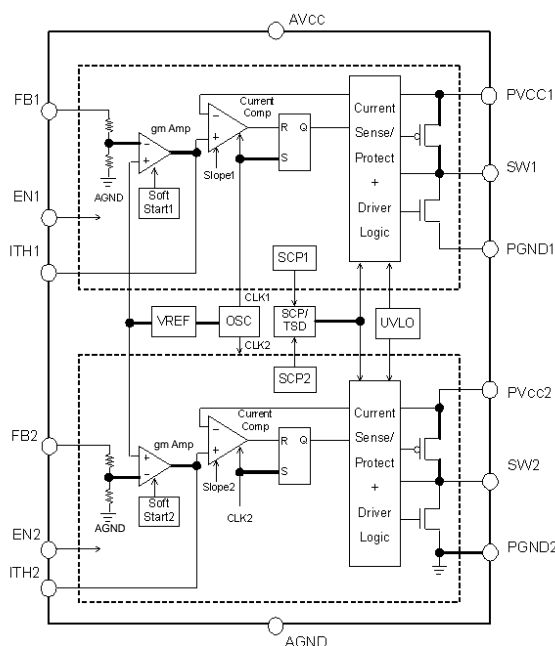 AVCC
FB1
gm Amp
Current
Comp
R Q
S
Slope1
AGND
Soft
Start1
Current
Sense/
Protect
+
Driver
Logic
PVCC1
SW1
PGND1
EN1
ITH1
SCP1
CLK1
VREF
OSC
SCP/
TSD
UVLO
CLK2
SCP2
FB2
gm Amp
Current
Comp
R Q
S
Slope2
CLK2
AGND
Soft
Start2
Current
Sense/
Protect
+
Driver
Logic
PVcc2
SW2
PGND2
EN2
ITH2
AGND